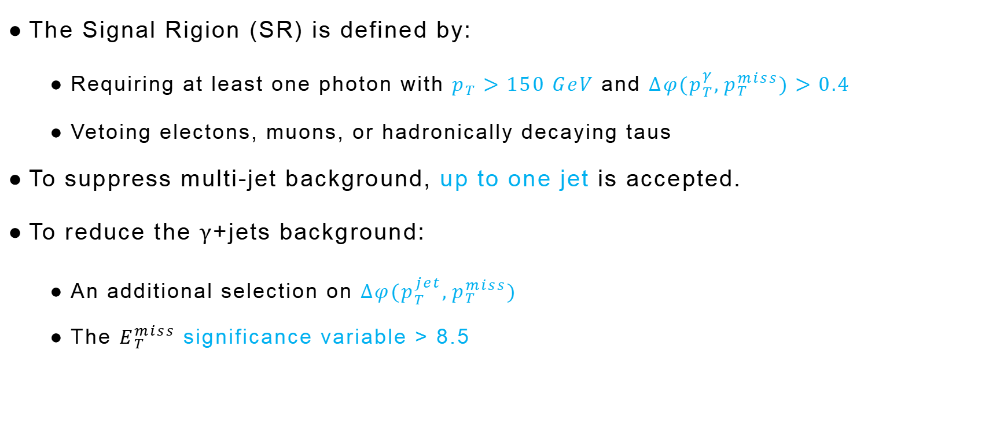 ● The Signal Rigion (SR) is defined by:
● Requiring at least one photon with $p_T > 150\ GeV$ and $\Delta\varphi(p_T^{\gamma}, p_T^{miss}) > 0.4$
● Vetoing electons, muons, or hadronically decaying taus
● To suppress multi-jet background, up to one jet is accepted.
● To reduce the γ+jets background:
● An additional selection on $\Delta\varphi(p_T^{jet}, p_T^{miss})$
● The $E_T^{miss}$ significance variable > 8.5